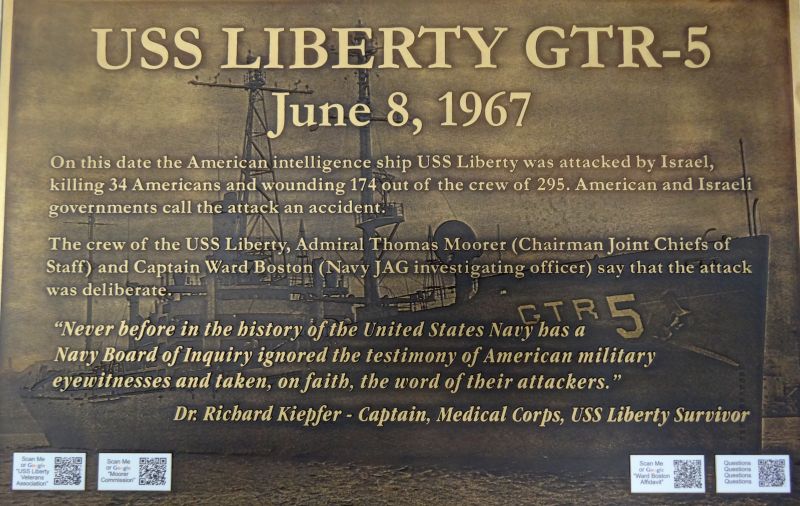 USS LIBERTY GTR-5
June 8, 1967
On this date the American intelligence ship USS Liberty was attacked by Israel,
killing 34 Americans and wounding 174 out of the crew of 295. American and Israeli
governments call the attack an accident.
The crew of the USS Liberty, Admiral Thomas Moorer (Chairman Joint Chiefs of
Staff) and Captain Ward Boston (Navy JAG investigating officer) say that the attack
was deliberate.
GTR 5
“Never before in the history of the United States Navy has a
Navy Board of Inquiry ignored the testimony of American military
eyewitnesses and taken, on faith, the word of their attackers.”
Dr. Richard Kiepfer - Captain, Medical Corps, USS Liberty Survivor
Scan Me
or Google
"USS Liberty
Veterans
Association"
Scan Me
or Google
"Moorer
Commission"
Scan Me
or Google
"Ward Boston
Affidavit"
Questions
Questions
Questions
Questions